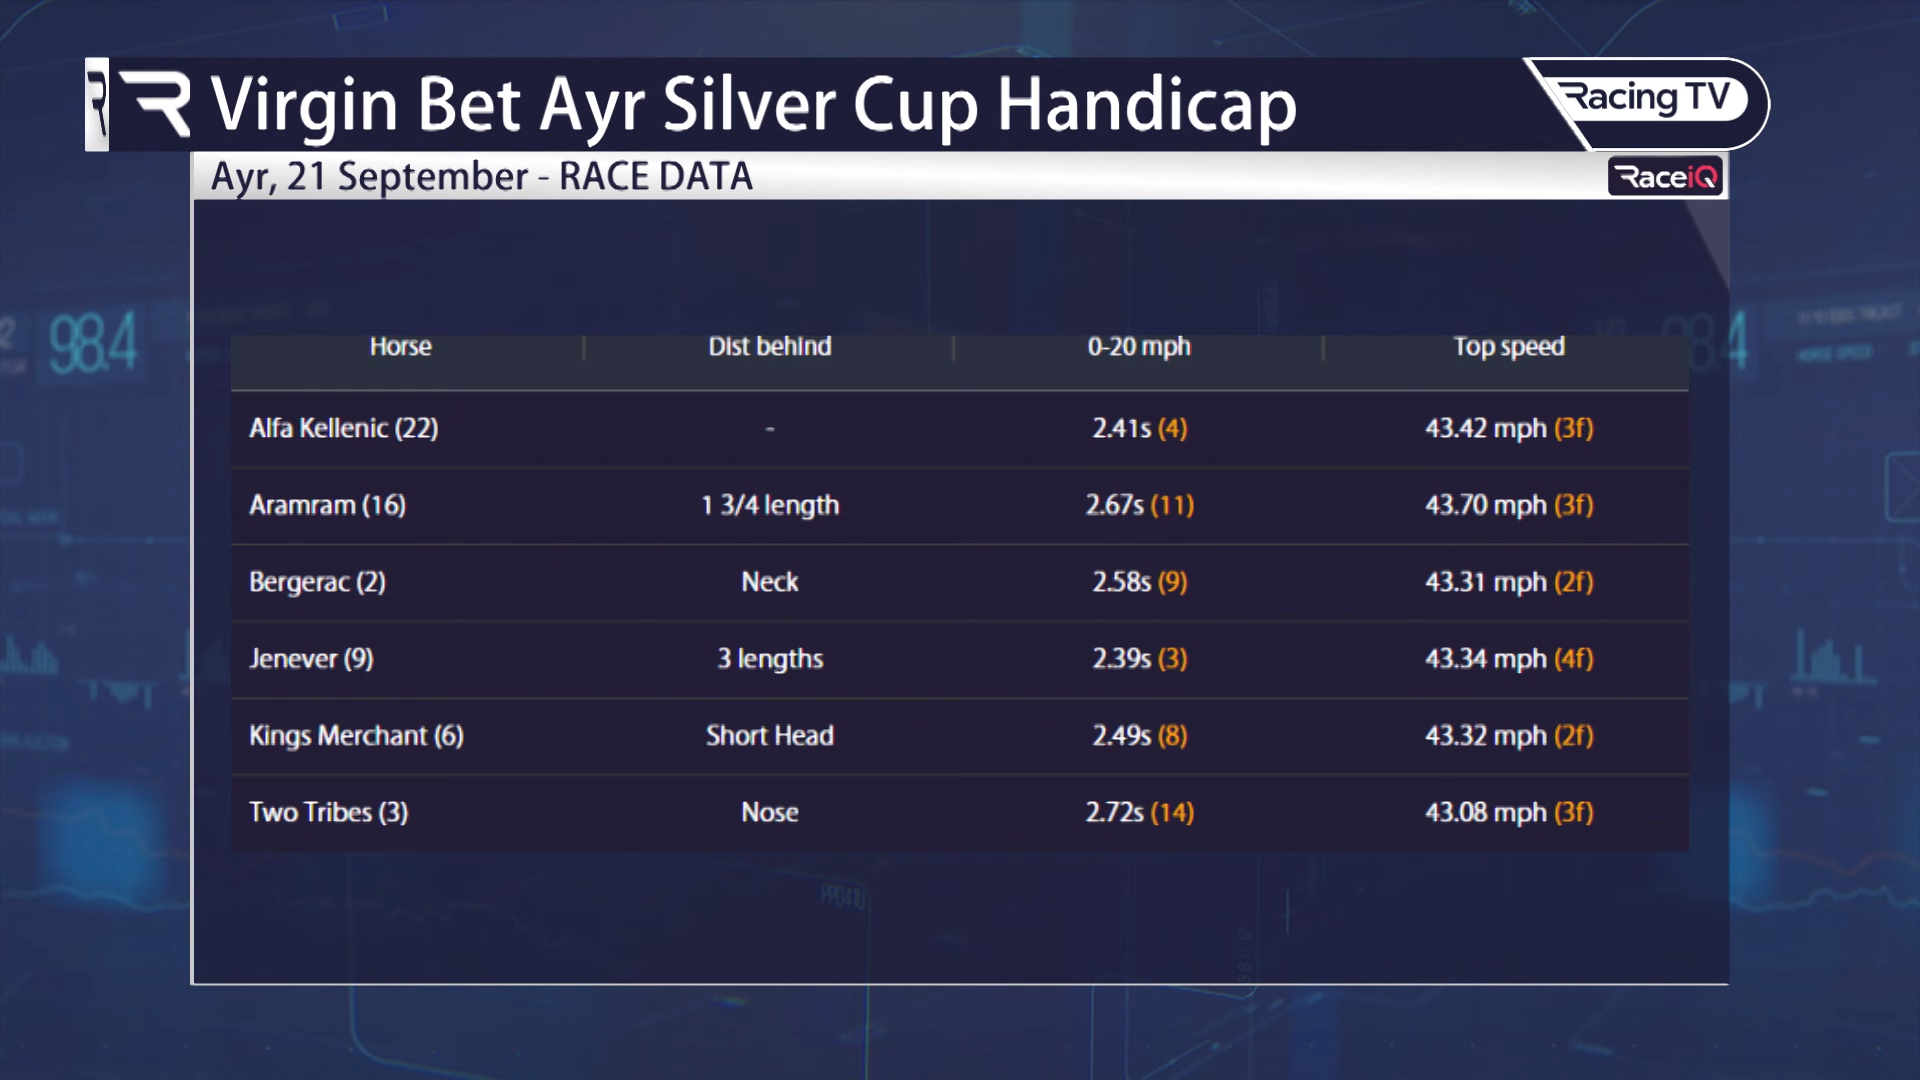 Virgin Bet Ayr Silver Cup Handicap
Racing TV
Ayr, 21 September - RACE DATA
RaceiQ
98.4
Horse Dist behind 0-20 mph Top speed
Alfa Kellenic (22) - 2.41s (4) 43.42 mph (3f)
Aramram (16) 1 3/4 length 2.67s (11) 43.70 mph (3f)
Bergerac (2) Neck 2.58s (9) 43.31 mph (2f)
Jenever (9) 3 lengths 2.39s (3) 43.34 mph (4f)
Kings Merchant (6) Short Head 2.49s (8) 43.32 mph (2f)
Two Tribes (3) Nose 2.72s (14) 43.08 mph (3f)